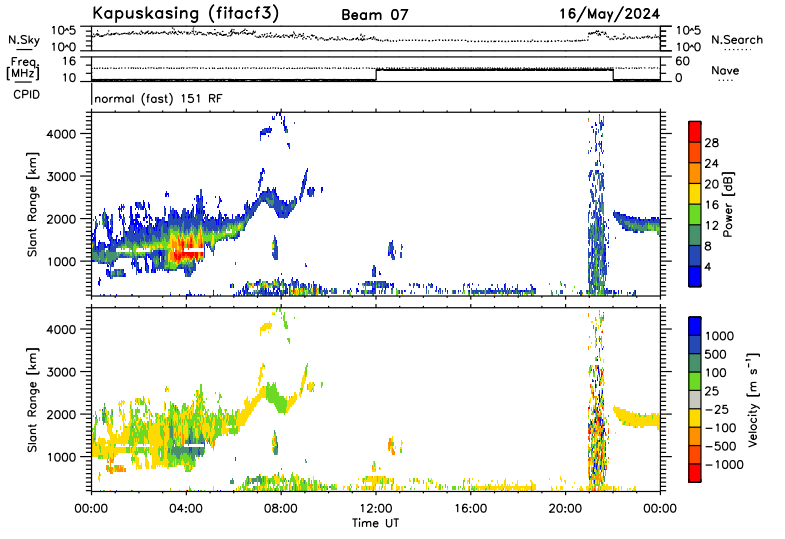 Kapuskasing (fitacf3) Beam 07 16/May/2024
N.Sky 10^5 10^0 10^5 10^0 N.Search
Freq. [MHz] 16 10 60 0 Nave
CPID normal (fast) 151 RF
Slant Range [km] 4000 3000 2000 1000
Power [dB] 28 24 20 16 12 8 4
Slant Range [km] 4000 3000 2000 1000
Velocity [m s^-1] 1000 500 100 25 −25 −100 −500 −1000
00:00 04:00 08:00 12:00 16:00 20:00 00:00
Time UT